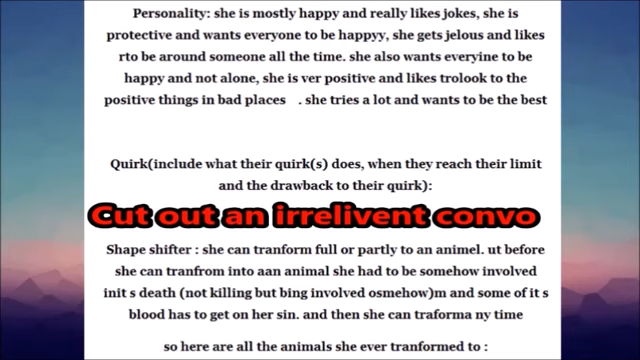 Personality: she is mostly happy and really likes jokes, she is
protective and wants everyone to be happyy, she gets jelous and likes
rto be around someone all the time. she also wants everyine to be
happy and not alone, she is ver positive and likes trolook to the
positive things in bad places . she tries a lot and wants to be the best
Quirk(include what their quirk(s) does, when they reach their limit
and the drawback to their quirk):
Cut out an irrelivent convo
Shape shifter : she can tranform full or partly to an animel. ut before
she can tranfrom into aan animal she had to be somehow involved
init s death (not killing but bing involved osmehow)m and some of it s
blood has to get on her sin. and then she can traforma ny time
so here are all the animals she ever tranformed to :